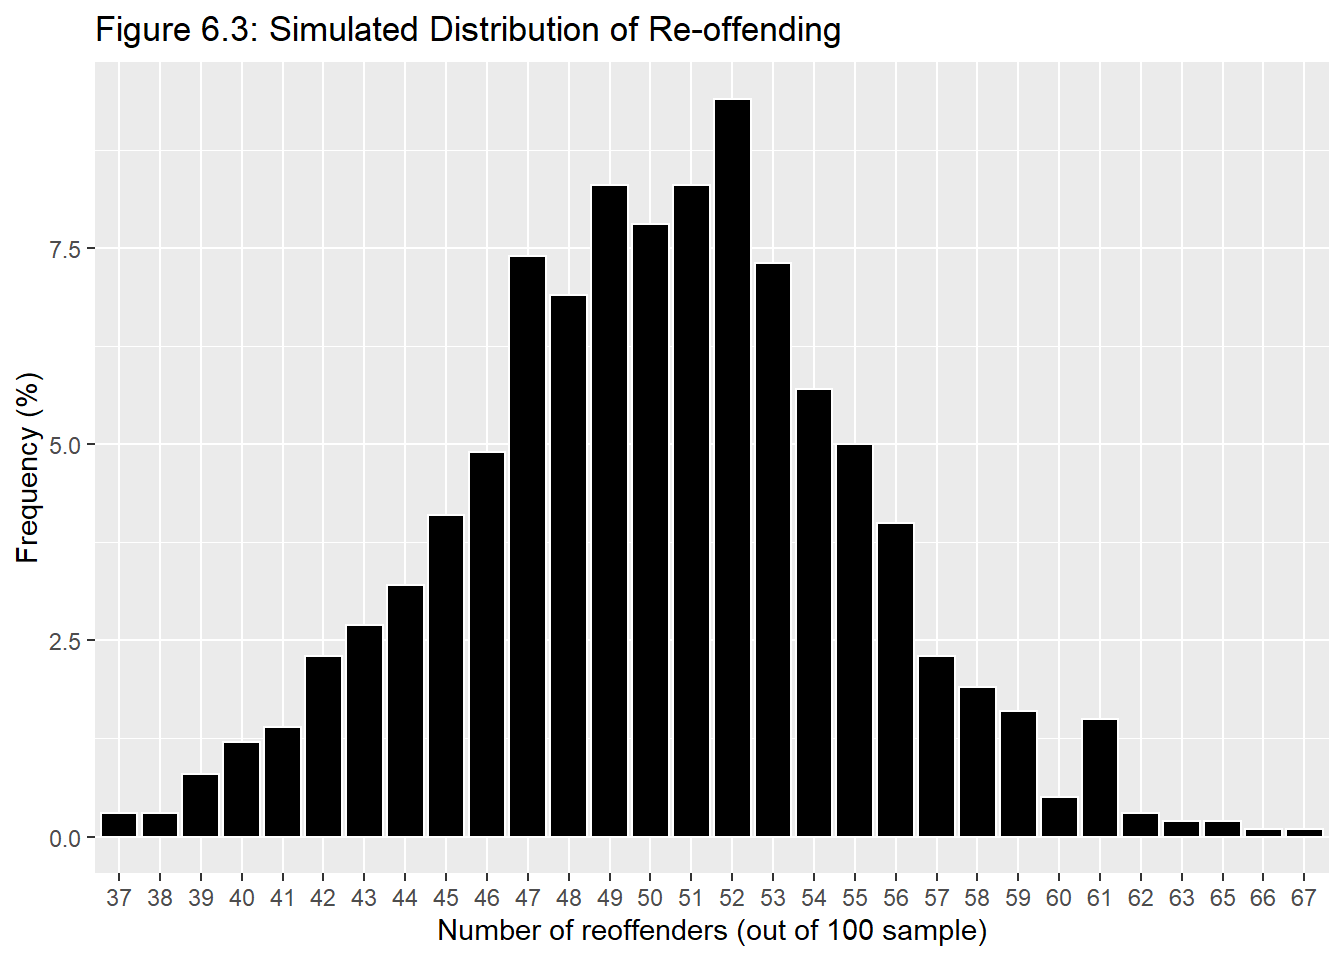 Figure 6.3: Simulated Distribution of Re-offending
Frequency (%)
7.5
5.0
2.5
0.0
37 38 39 40 41 42 43 44 45 46 47 48 49 50 51 52 53 54 55 56 57 58 59 60 61 62 63 65 66 67
Number of reoffenders (out of 100 sample)